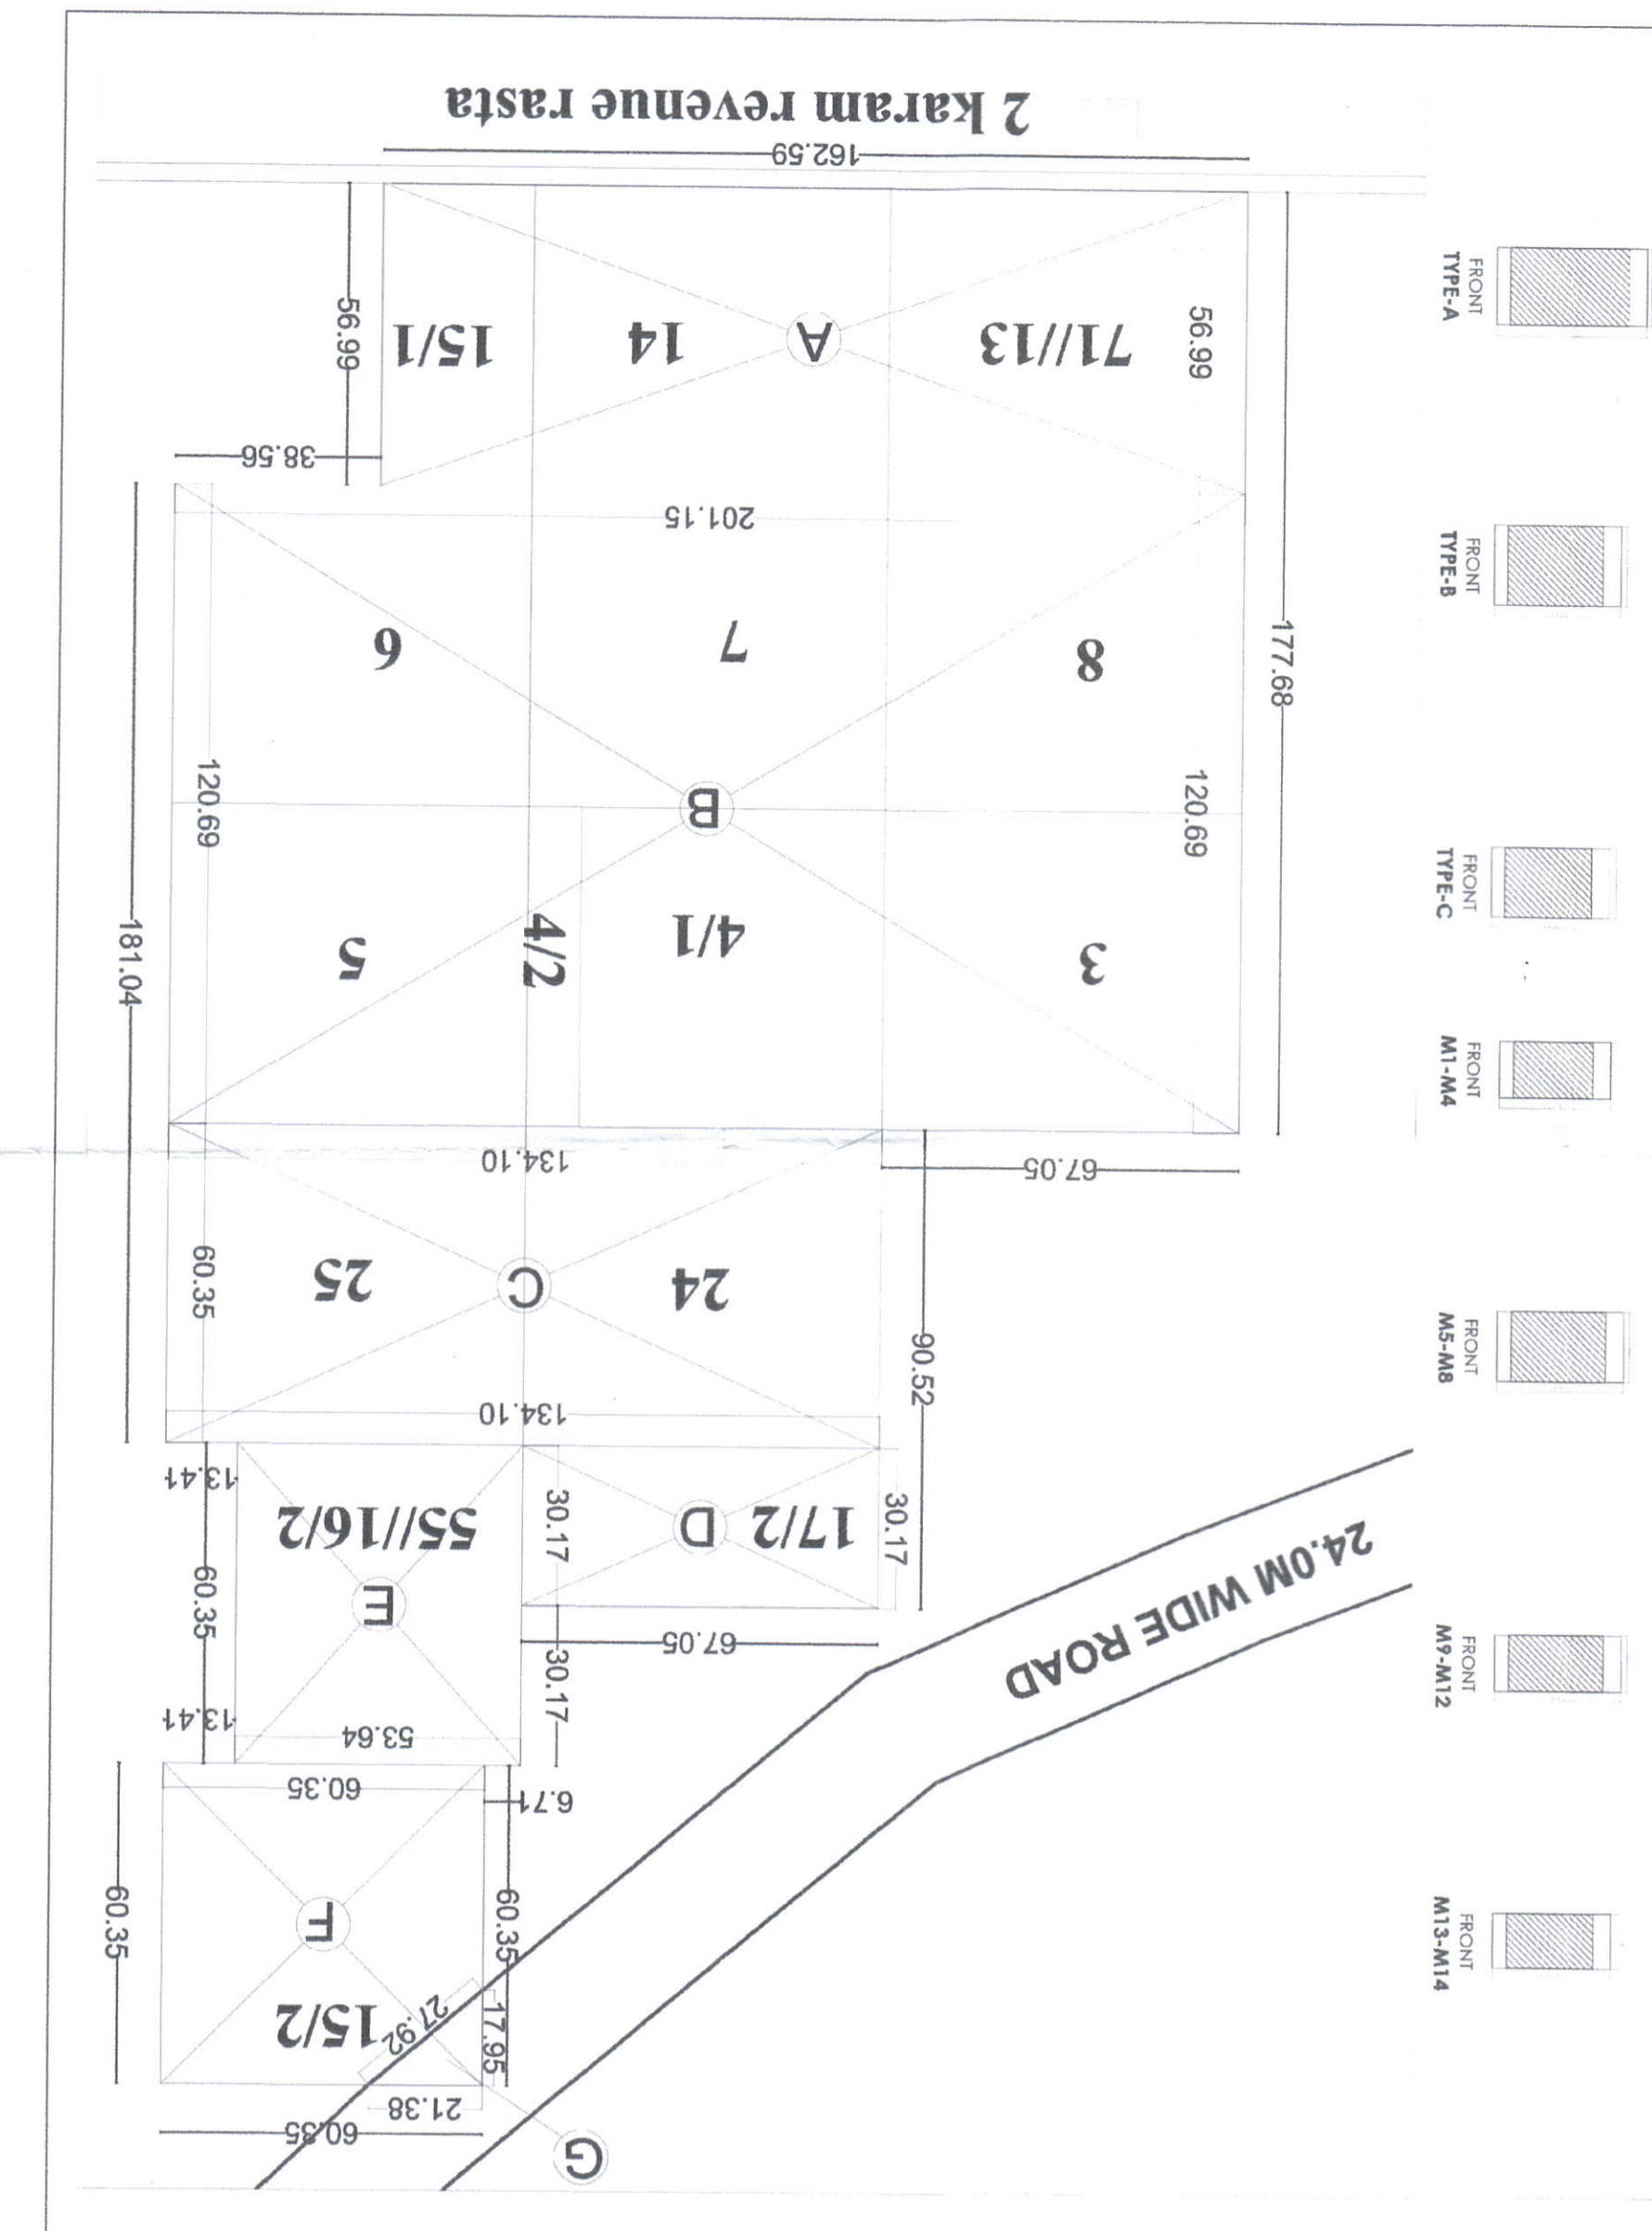 2 karam revenue rasta
162.59
56.99
15/1
14
A
71//13
56.99
38.56
201.15
6
7
8
177.68
120.69
B
120.69
181.04
5
4/2
4/1
3
134.10
67.05
60.35
25
C
24
90.52
134.10
13.41
55//16/2
30.17
D
17/2
30.17
60.35
E
67.05
30.17
13.41
53.64
60.35
6.71
24.0M WIDE ROAD
60.35
F
60.35
15/2
27.92
17.95
21.38
60.35
G
FRONT
TYPE-A
FRONT
TYPE-B
FRONT
TYPE-C
FRONT
M1-M4
FRONT
M5-M8
FRONT
M9-M12
FRONT
M13-M14